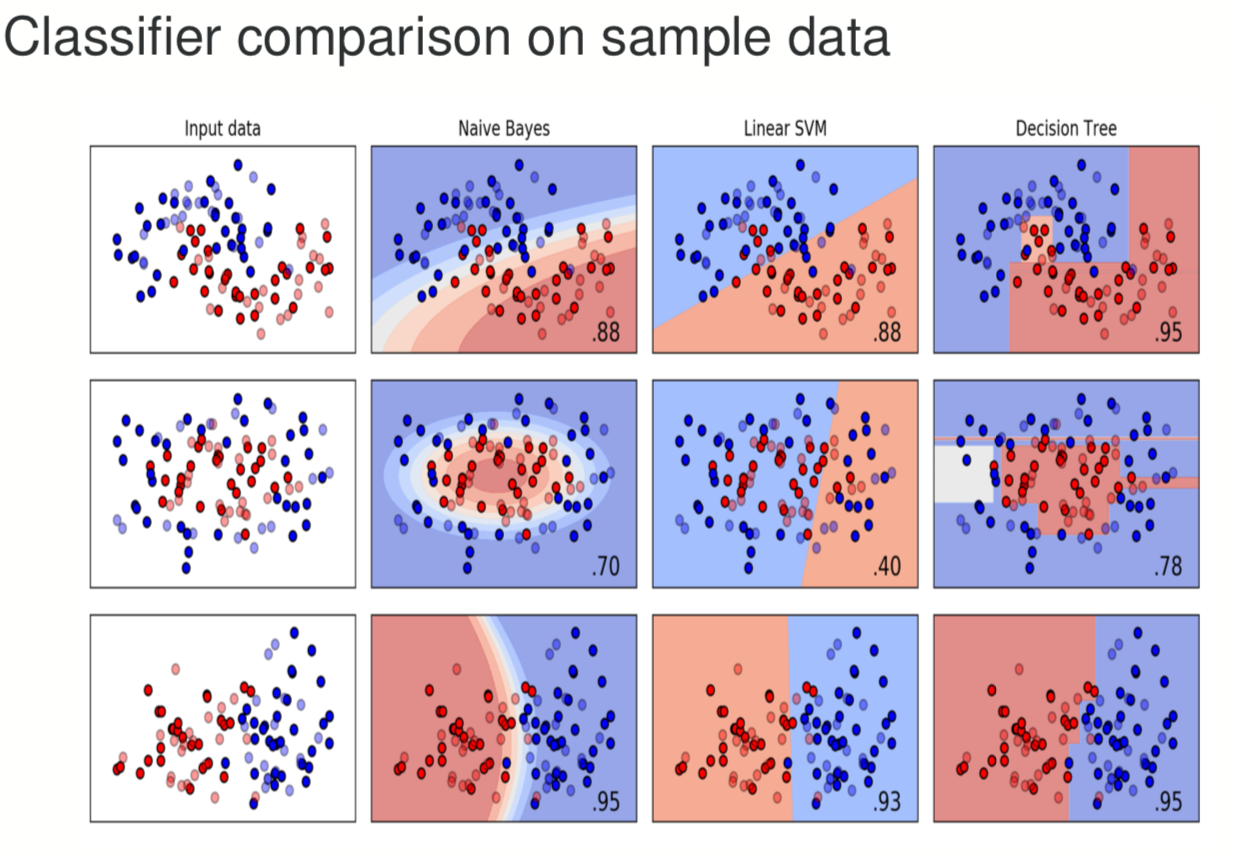 Classifier comparison on sample data
Input data Naive Bayes Linear SVM Decision Tree
.88 .88 .95
.70 .40 .78
.95 .93 .95